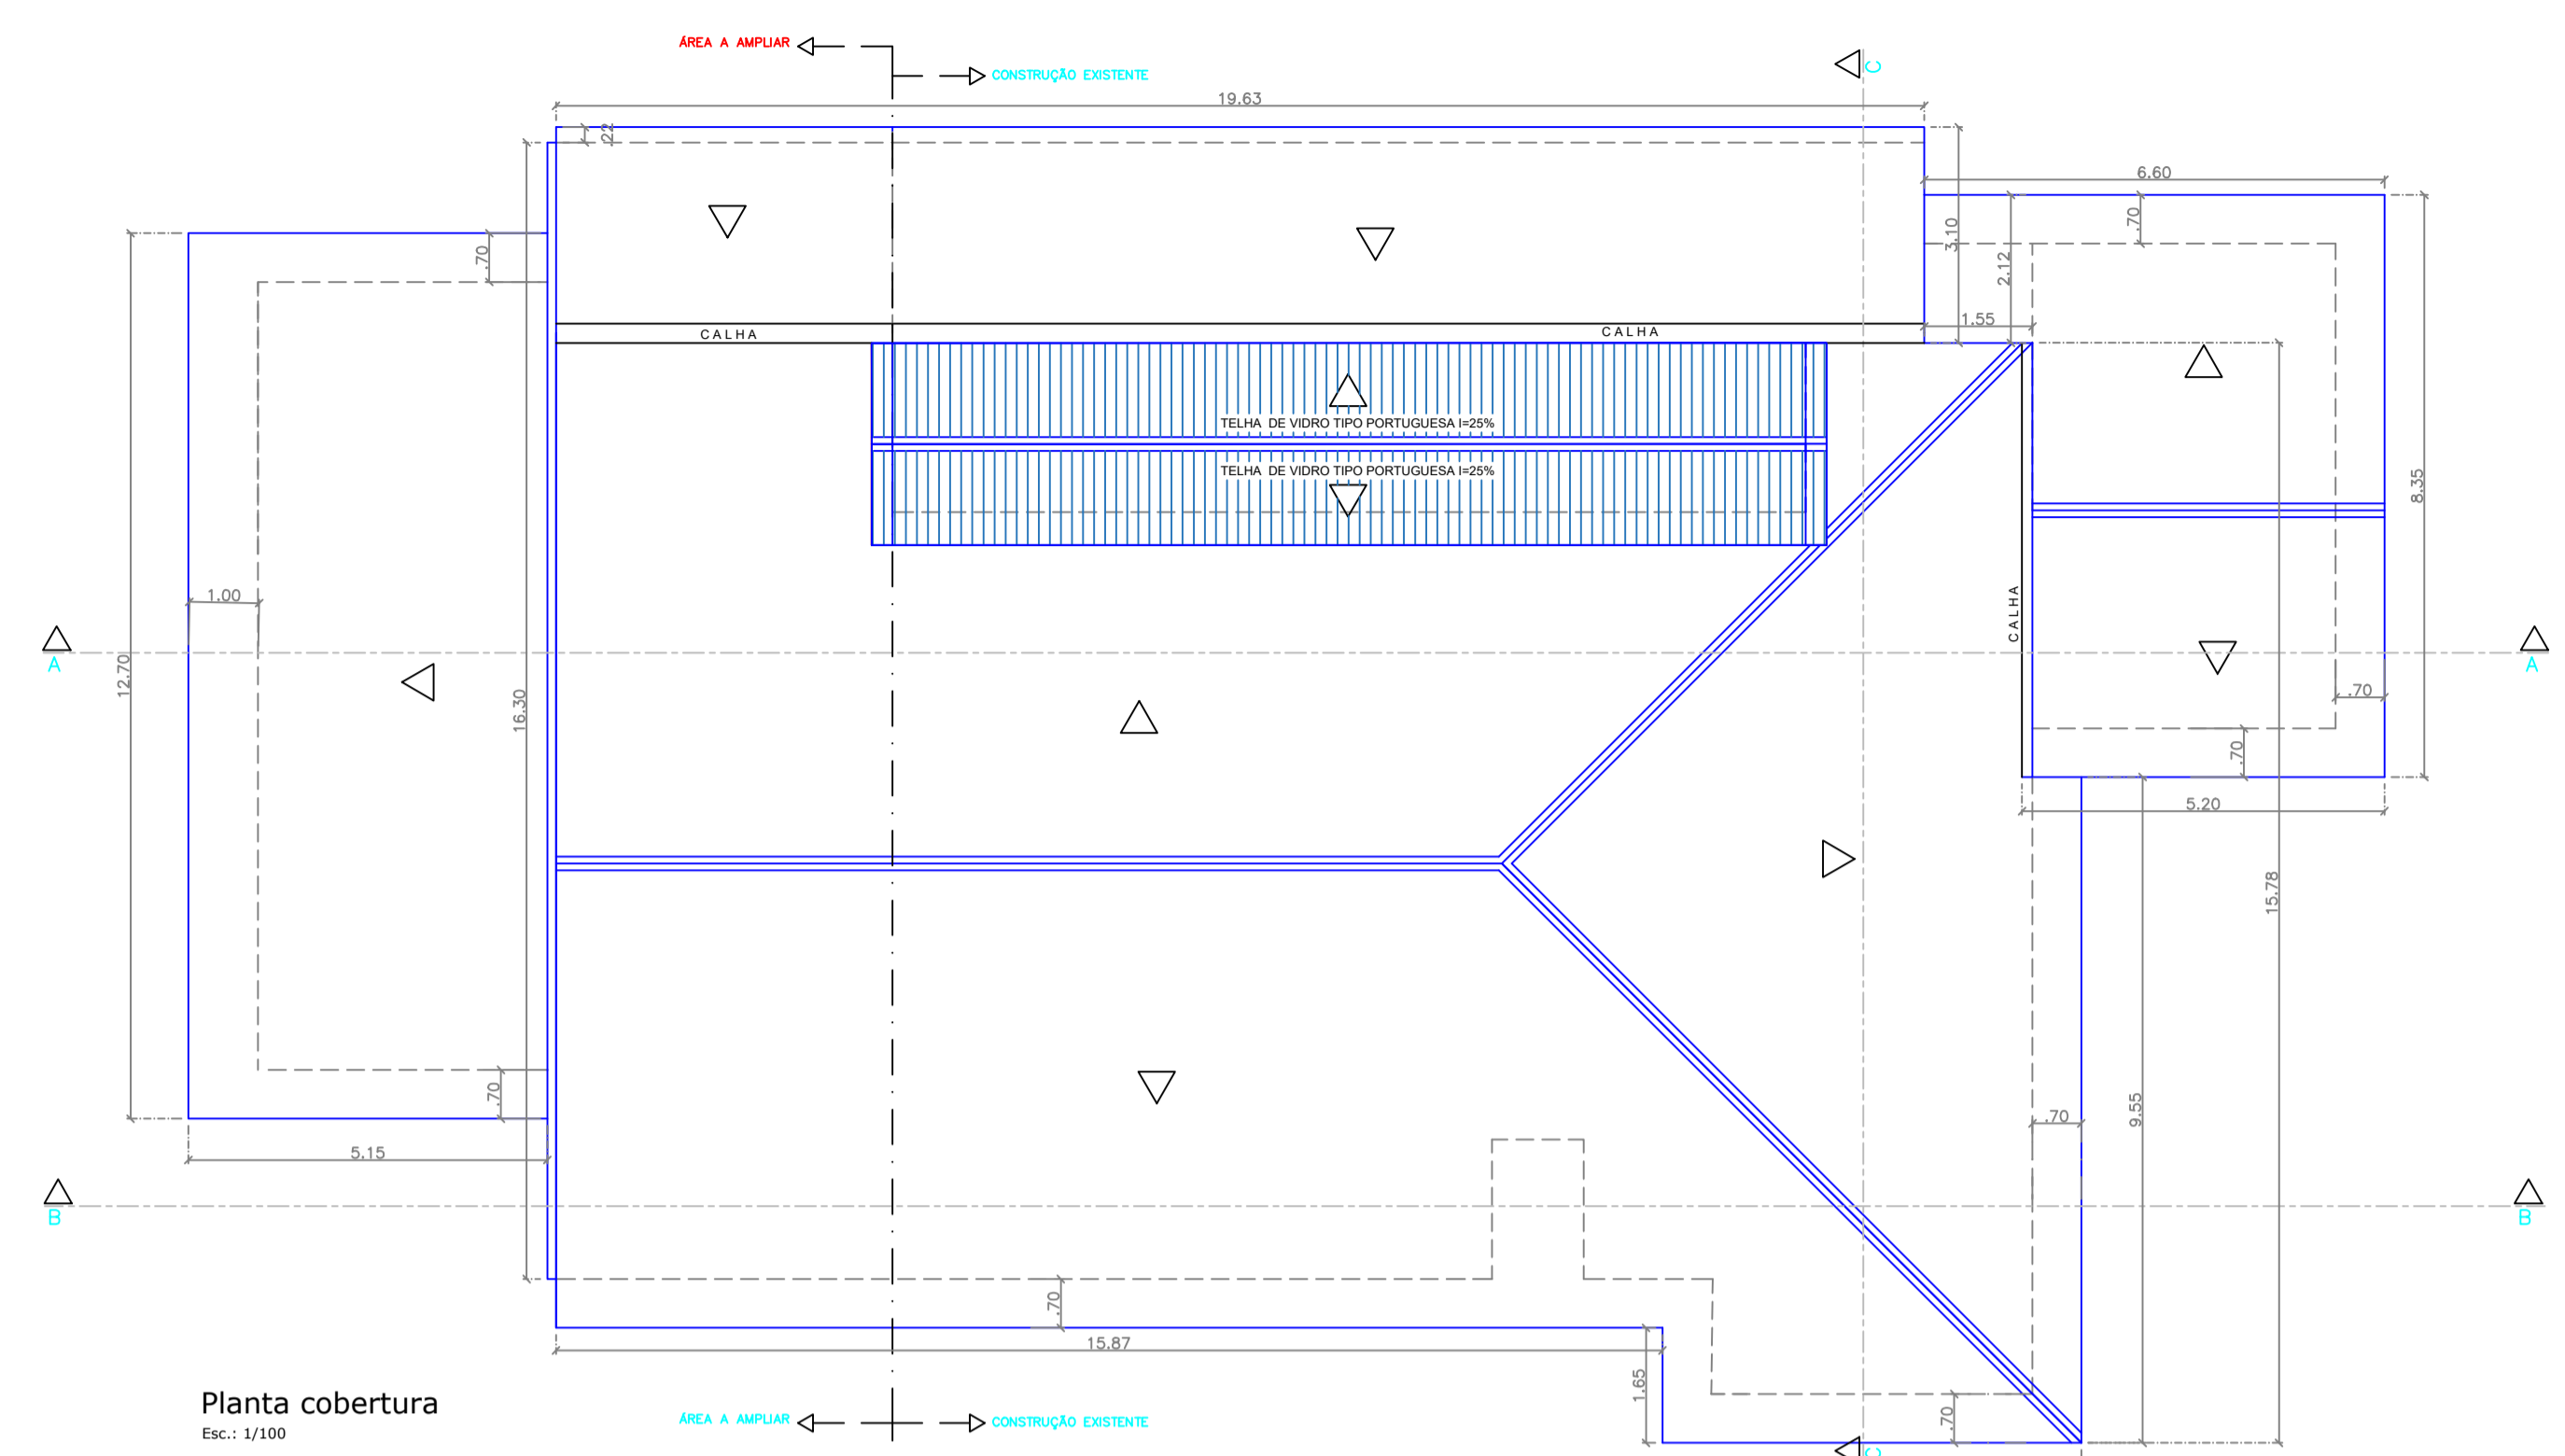 ÁREA A AMPLIAR
CONSTRUÇÃO EXISTENTE
C
19.63
.22
6.60
.70
3.10
2.12
.70
1.55
CALHA
CALHA
TELHA DE VIDRO TIPO PORTUGUESA I=25%
TELHA DE VIDRO TIPO PORTUGUESA I=25%
8.35
1.00
CALHA
A
A
12.70
16.30
.70
.70
5.20
15.78
.70
9.55
.70
5.15
B
B
.70
15.87
1.65
.70
Planta cobertura
Esc.: 1/100
ÁREA A AMPLIAR
CONSTRUÇÃO EXISTENTE
C